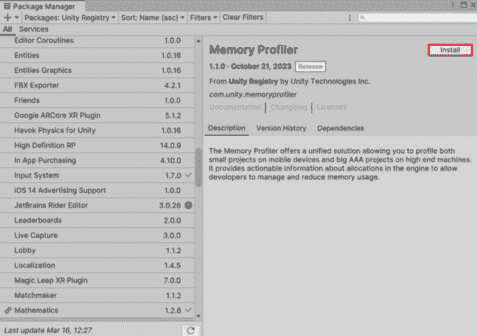 Package Manager
+ Packages: Unity Registry Sort: Name (asc) Filters Clear Filters
All Services
Editor Coroutines 1.0.0
Entities 1.0.16
Entities Graphics 1.0.16
FBX Exporter 4.2.1
Friends 1.0.0
Google ARCore XR Plugin 5.1.2
Havok Physics for Unity 1.0.16
High Definition RP 14.0.9
In App Purchasing 4.10.0
Input System 1.7.0
iOS 14 Advertising Support 1.0.0
JetBrains Rider Editor 3.0.26
Leaderboards 2.0.0
Live Capture 3.0.0
Lobby 1.1.2
Localization 1.4.5
Magic Leap XR Plugin 7.0.0
Matchmaker 1.1.2
Mathematics 1.2.6
Last update Mar 16, 12:27
Memory Profiler Install
1.1.0 · October 21, 2023 Release
From Unity Registry by Unity Technologies Inc.
com.unity.memoryprofiler
Documentation Changelog Licenses
Description Version History Dependencies
The Memory Profiler offers a unified solution allowing you to profile both
small projects on mobile devices and big AAA projects on high end machines.
It provides actionable information about allocations in the engine to allow
developers to manage and reduce memory usage.